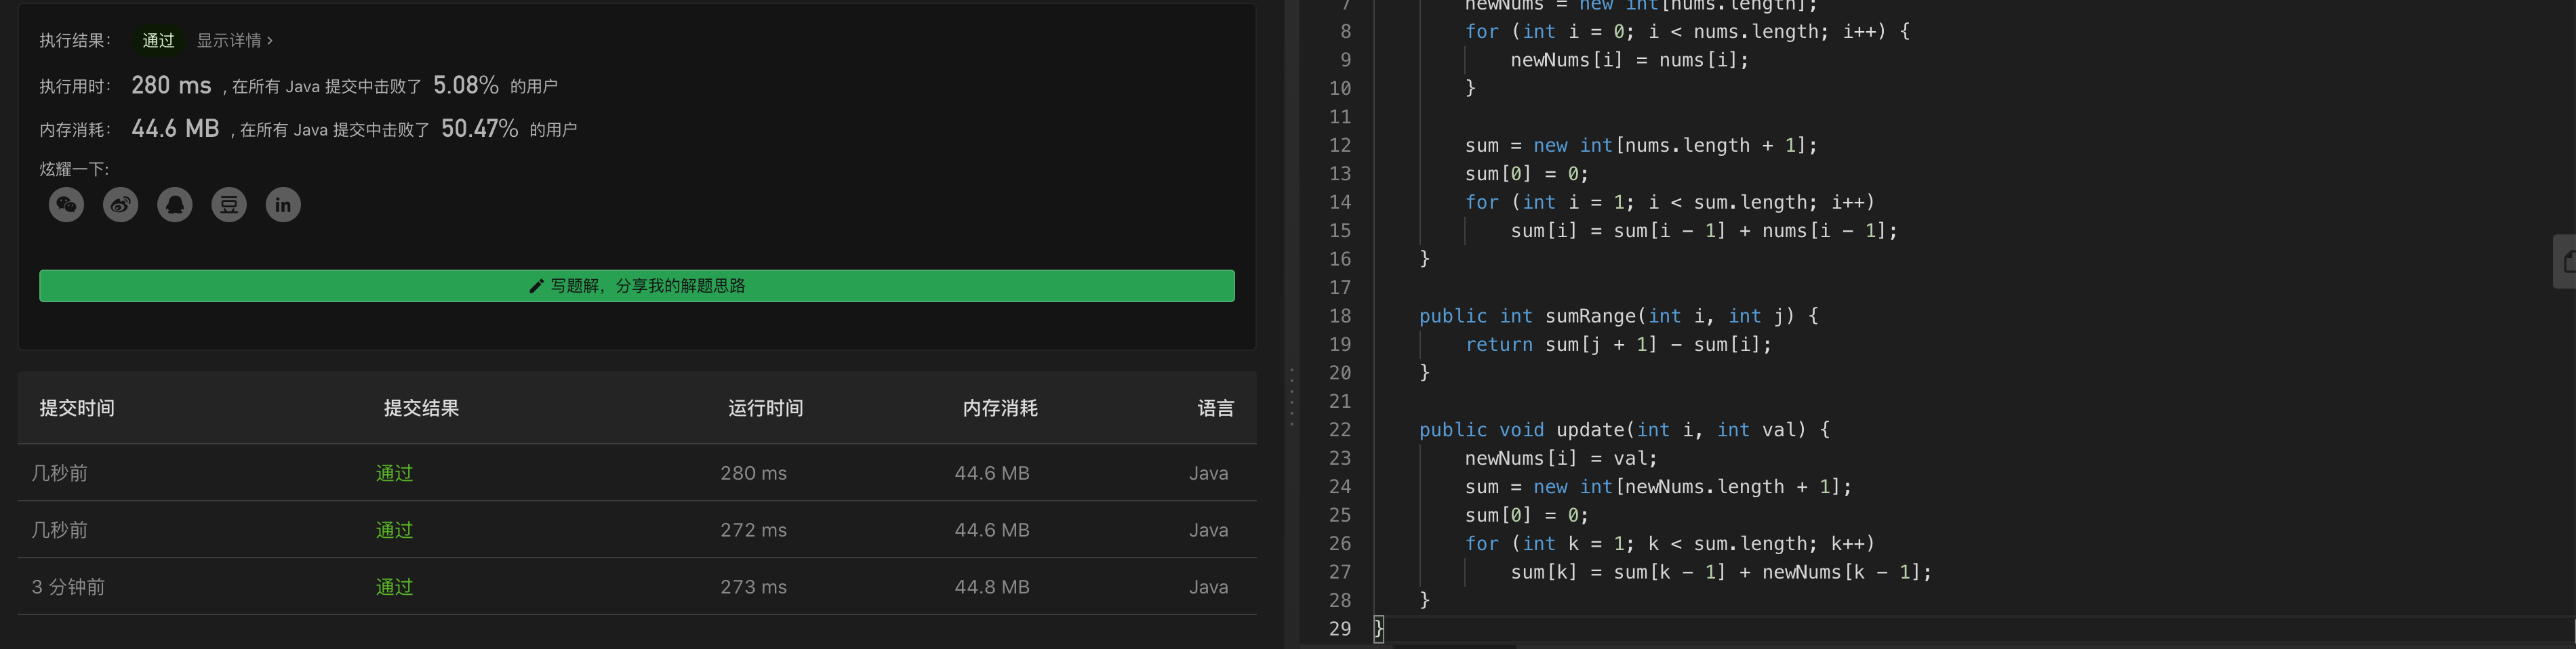 执行结果： 通过 显示详情 ›
执行用时： 280 ms , 在所有 Java 提交中击败了 5.08% 的用户
内存消耗： 44.6 MB , 在所有 Java 提交中击败了 50.47% 的用户
炫耀一下:
豆 in
写题解，分享我的解题思路
提交时间 提交结果 运行时间 内存消耗 语言
几秒前 通过 280 ms 44.6 MB Java
几秒前 通过 272 ms 44.6 MB Java
3 分钟前 通过 273 ms 44.8 MB Java
7 newNums = new int[nums.length];
8 for (int i = 0; i < nums.length; i++) {
9 newNums[i] = nums[i];
10 }
11
12 sum = new int[nums.length + 1];
13 sum[0] = 0;
14 for (int i = 1; i < sum.length; i++)
15 sum[i] = sum[i - 1] + nums[i - 1];
16 }
17
18 public int sumRange(int i, int j) {
19 return sum[j + 1] - sum[i];
20 }
21
22 public void update(int i, int val) {
23 newNums[i] = val;
24 sum = new int[newNums.length + 1];
25 sum[0] = 0;
26 for (int k = 1; k < sum.length; k++)
27 sum[k] = sum[k - 1] + newNums[k - 1];
28 }
29 }